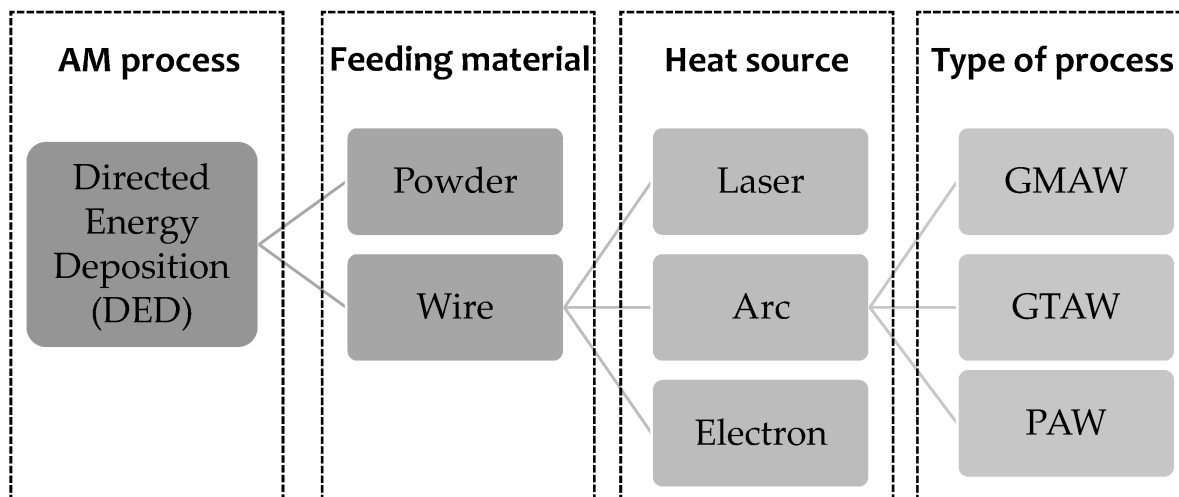 AM process
Directed
Energy
Deposition
(DED)
Feeding material
Powder
Wire
Heat source
Laser
Arc
Electron
Type of process
GMAW
GTAW
PAW